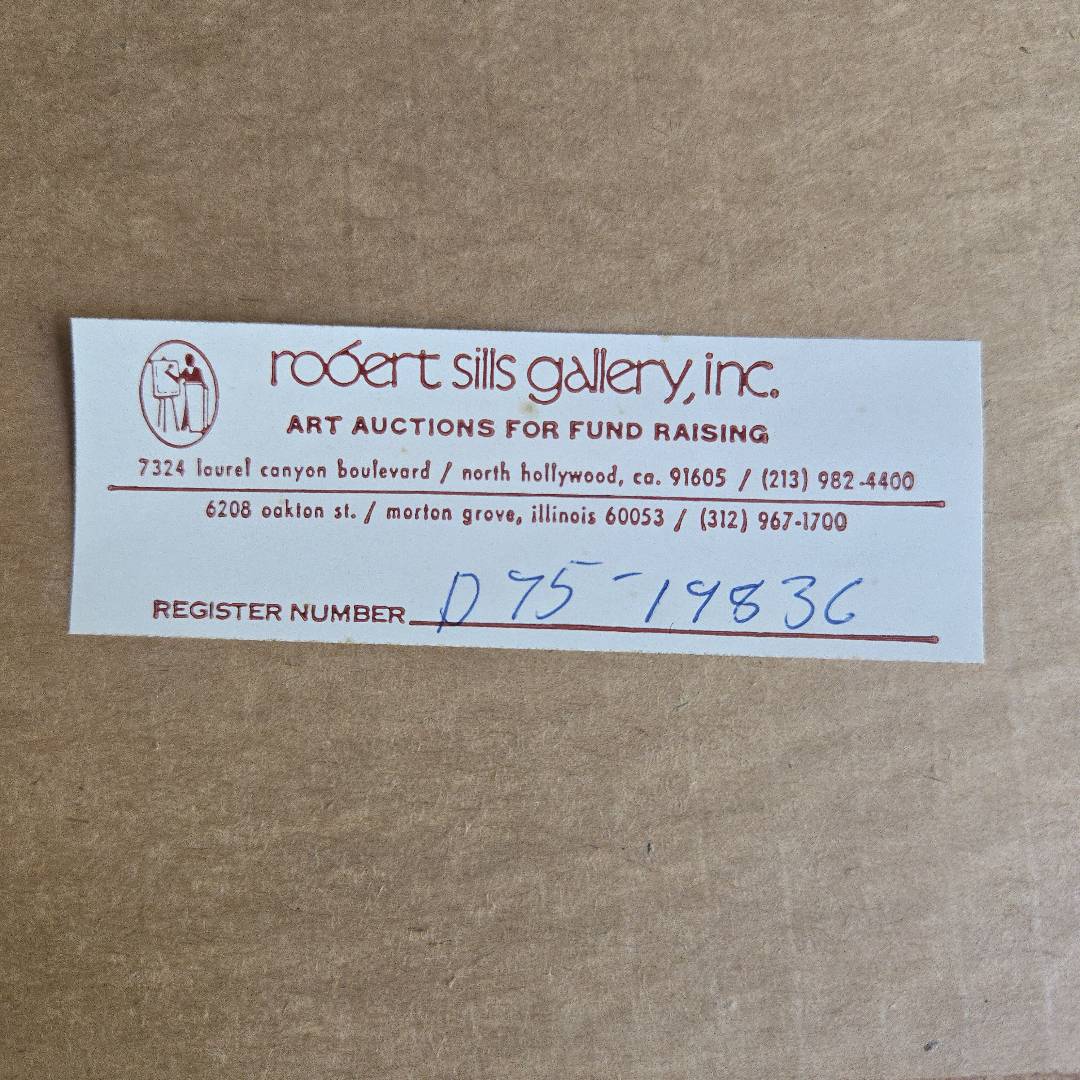 robert sills gallery, inc.
ART AUCTIONS FOR FUND RAISING
7324 laurel canyon boulevard / north hollywood, ca. 91605 / (213) 982-4400
6208 oakton st. / morton grove, illinois 60053 / (312) 967-1700
REGISTER NUMBER D75-19836